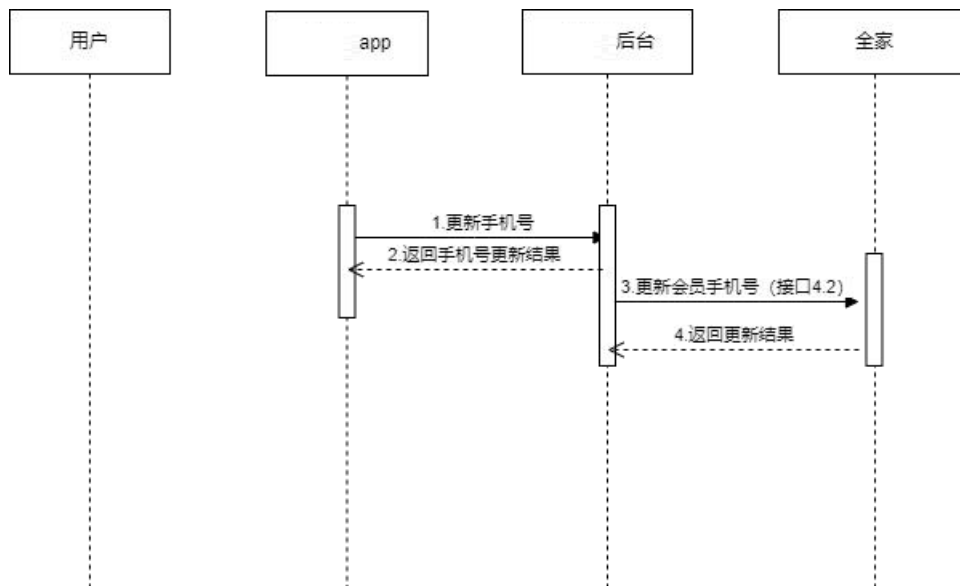 用户
app
后台
全家
1.更新手机号
2.返回手机号更新结果
3.更新会员手机号（接口4.2）
4.返回更新结果